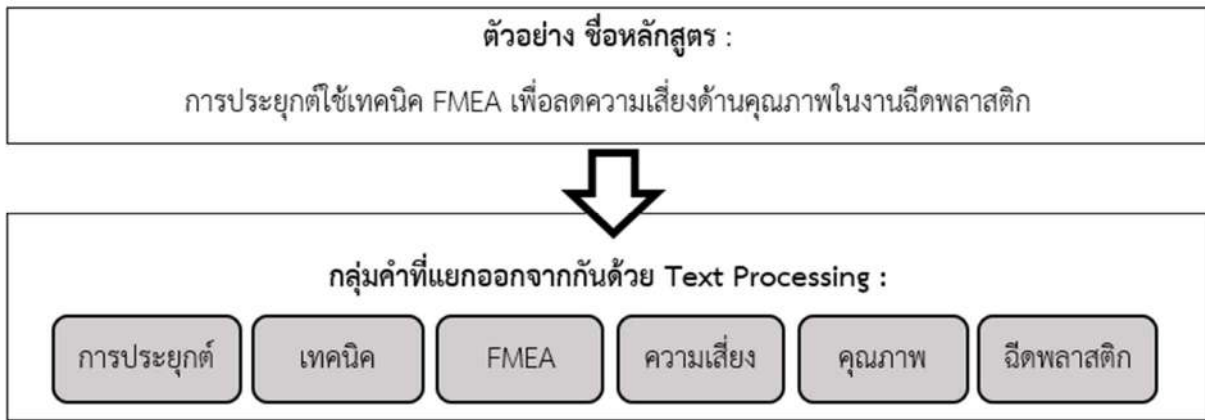 ตัวอย่าง ชื่อหลักสูตร :
การประยุกต์ใช้เทคนิค FMEA เพื่อลดความเสี่ยงด้านคุณภาพในงานฉีดพลาสติก
กลุ่มคำที่แยกออกจากกันด้วย Text Processing :
การประยุกต์ เทคนิค FMEA ความเสี่ยง คุณภาพ ฉีดพลาสติก